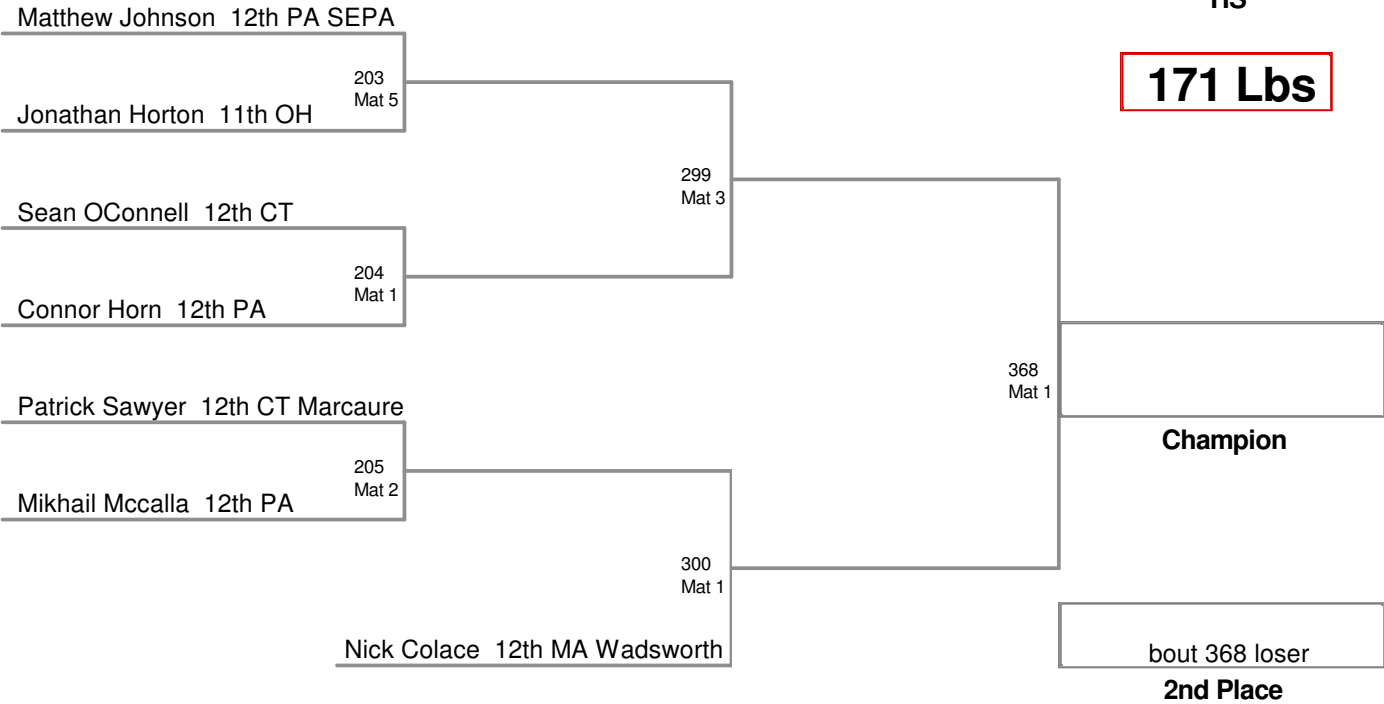 Matthew Johnson 12th PA SEPA
HS
171 Lbs
203
Mat 5
Jonathan Horton 11th OH
299
Mat 3
Sean OConnell 12th CT
204
Mat 1
Connor Horn 12th PA
368
Mat 1
Patrick Sawyer 12th CT Marcaure
Champion
205
Mat 2
Mikhail Mccalla 12th PA
300
Mat 1
Nick Colace 12th MA Wadsworth
bout 368 loser
2nd Place